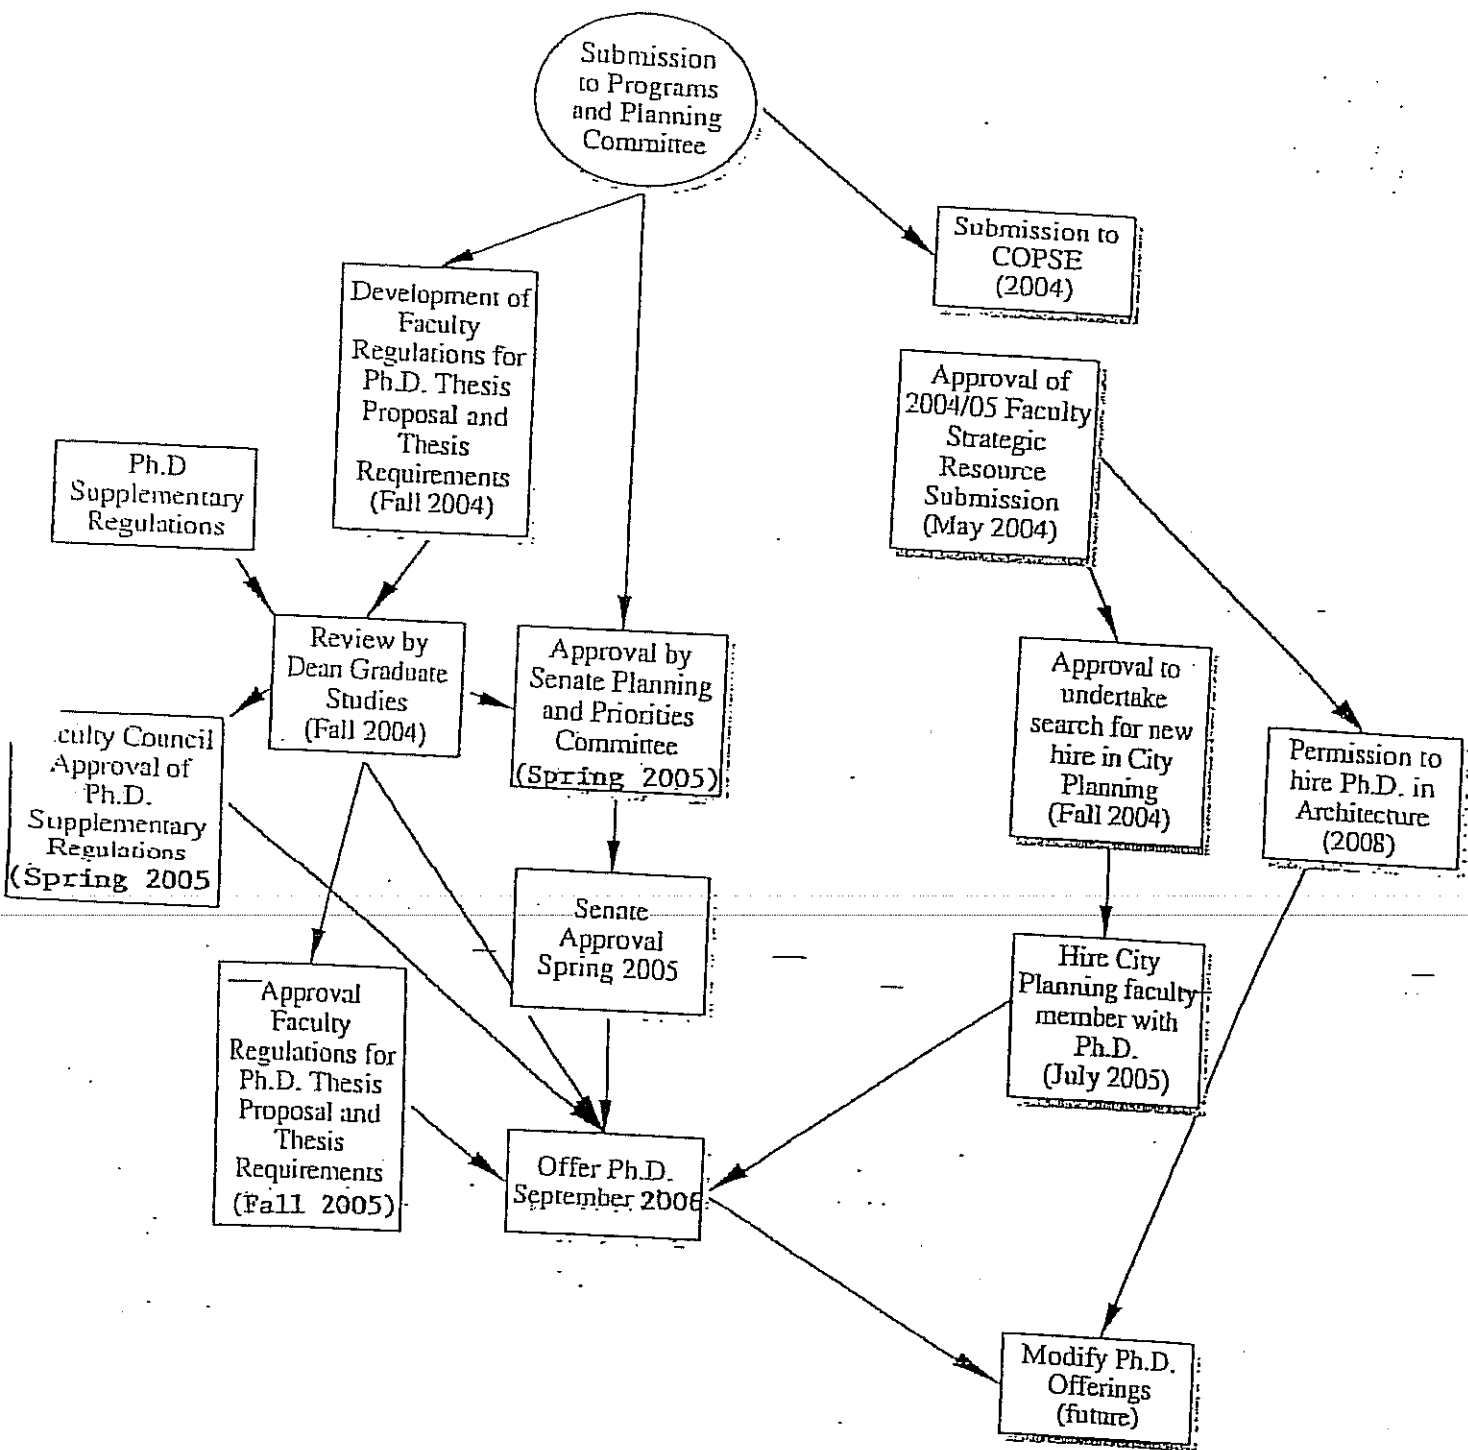 Submission
to Programs
and Planning
Committee
Submission to
COPSE
(2004)
Development of
Faculty
Regulations for
Ph.D. Thesis
Proposal and
Thesis
Requirements
(Fall 2004)
Approval of
2004/05 Faculty
Strategic
Resource
Submission
(May 2004)
Ph.D
Supplementary
Regulations
Review by
Dean Graduate
Studies
(Fall 2004)
Approval by
Senate Planning
and Priorities
Committee
(Spring 2005)
Approval to
undertake
search for new
hire in City
Planning
(Fall 2004)
Permission to
hire Ph.D. in
Architecture
(2008)
culty Council
Approval of
Ph.D.
Supplementary
Regulations
(Spring 2005
Senate
Approval
Spring 2005
Hire City
Planning faculty
member with
Ph.D.
(July 2005)
Approval
Faculty
Regulations for
Ph.D. Thesis
Proposal and
Thesis
Requirements
(Fall 2005)
Offer Ph.D.
September 2006
Modify Ph.D.
Offerings
(future)